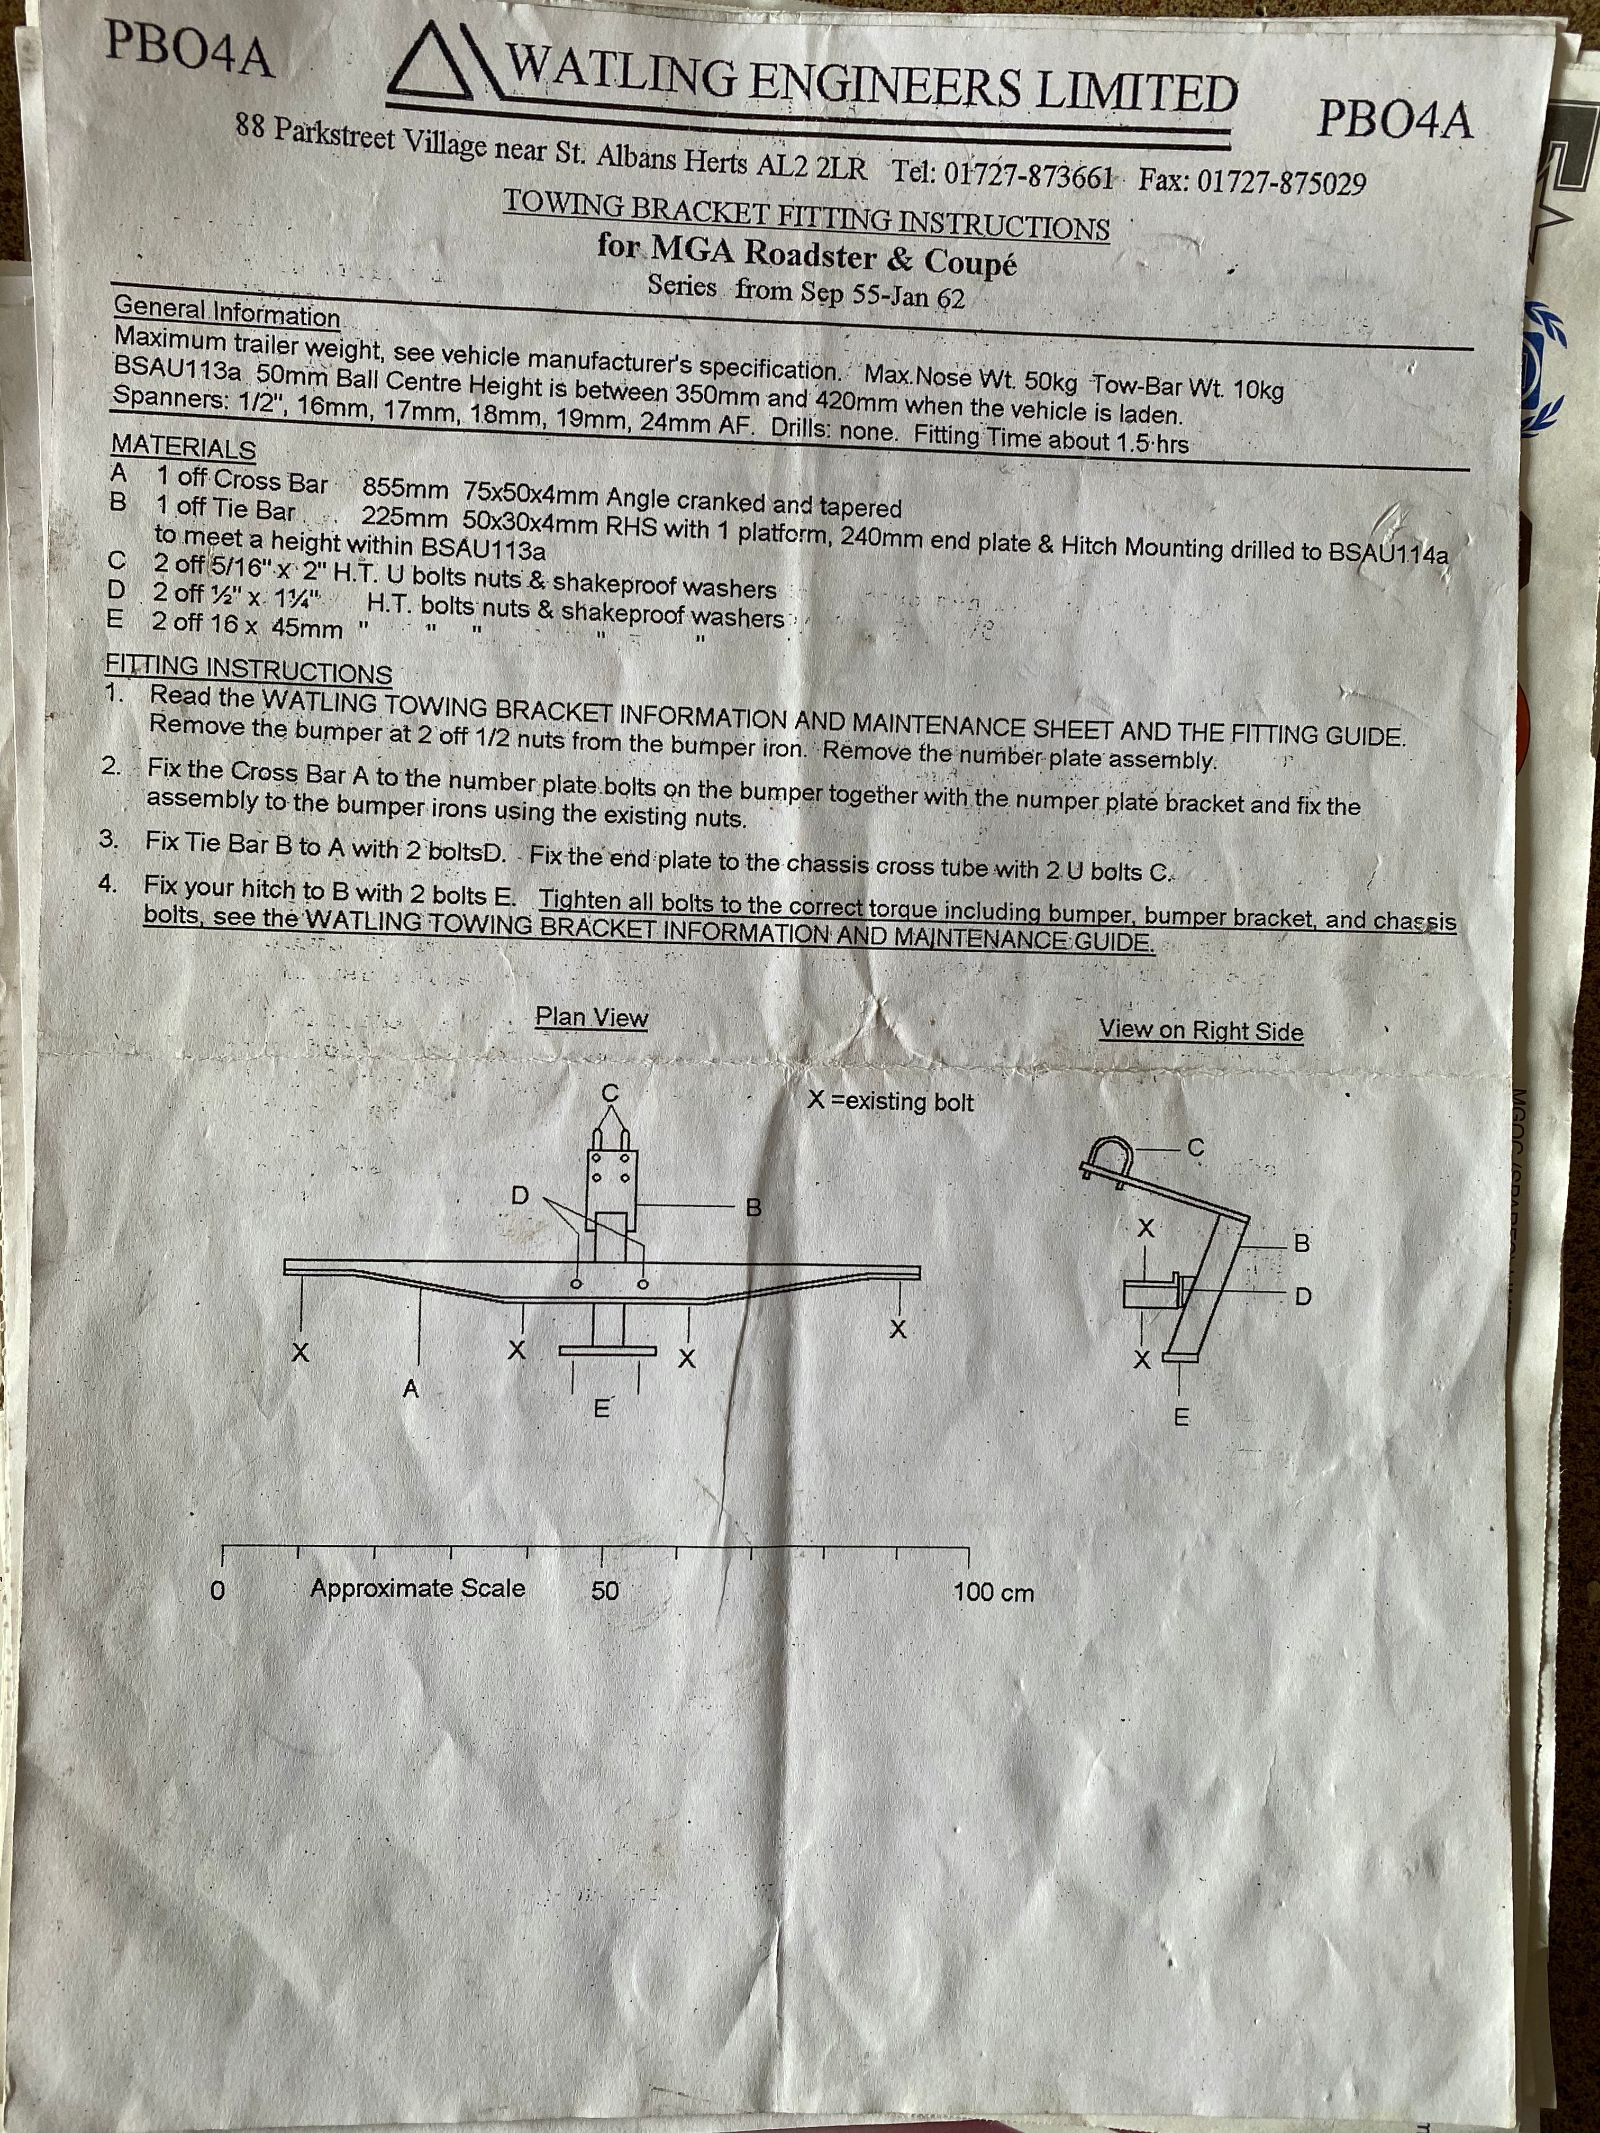 PBO4A
WATLING ENGINEERS LIMITED
PBO4A
88 Parkstreet Village near St. Albans Herts AL2 2LR Tel: 01727-873661 Fax: 01727-875029
TOWING BRACKET FITTING INSTRUCTIONS
for MGA Roadster & Coupé
Series from Sep 55-Jan 62
General Information
Maximum trailer weight, see vehicle manufacturer's specification. Max.Nose Wt. 50kg Tow-Bar Wt. 10kg
BSAU113a 50mm Ball Centre Height is between 350mm and 420mm when the vehicle is laden.
Spanners: 1/2", 16mm, 17mm, 18mm, 19mm, 24mm AF. Drills: none. Fitting Time about 1.5 hrs
MATERIALS
A 1 off Cross Bar 855mm 75x50x4mm Angle cranked and tapered
B 1 off Tie Bar 225mm 50x30x4mm RHS with 1 platform, 240mm end plate & Hitch Mounting drilled to BSAU114a
to meet a height within BSAU113a
C 2 off 5/16" x 2" H.T. U bolts nuts & shakeproof washers
D 2 off ½" x 1¼" H.T. bolts nuts & shakeproof washers
E 2 off 16 x 45mm " " " " "
FITTING INSTRUCTIONS
1. Read the WATLING TOWING BRACKET INFORMATION AND MAINTENANCE SHEET AND THE FITTING GUIDE.
Remove the bumper at 2 off 1/2 nuts from the bumper iron. Remove the number plate assembly.
2. Fix the Cross Bar A to the number plate bolts on the bumper together with the numper plate bracket and fix the
assembly to the bumper irons using the existing nuts.
3. Fix Tie Bar B to A with 2 boltsD. Fix the end plate to the chassis cross tube with 2 U bolts C.
4. Fix your hitch to B with 2 bolts E. Tighten all bolts to the correct torque including bumper, bumper bracket, and chassis
bolts, see the WATLING TOWING BRACKET INFORMATION AND MAINTENANCE GUIDE.
Plan View
View on Right Side
C
X =existing bolt
C
D
B
X
B
D
X
X
X
X
X
A
E
E
0 Approximate Scale 50 100 cm